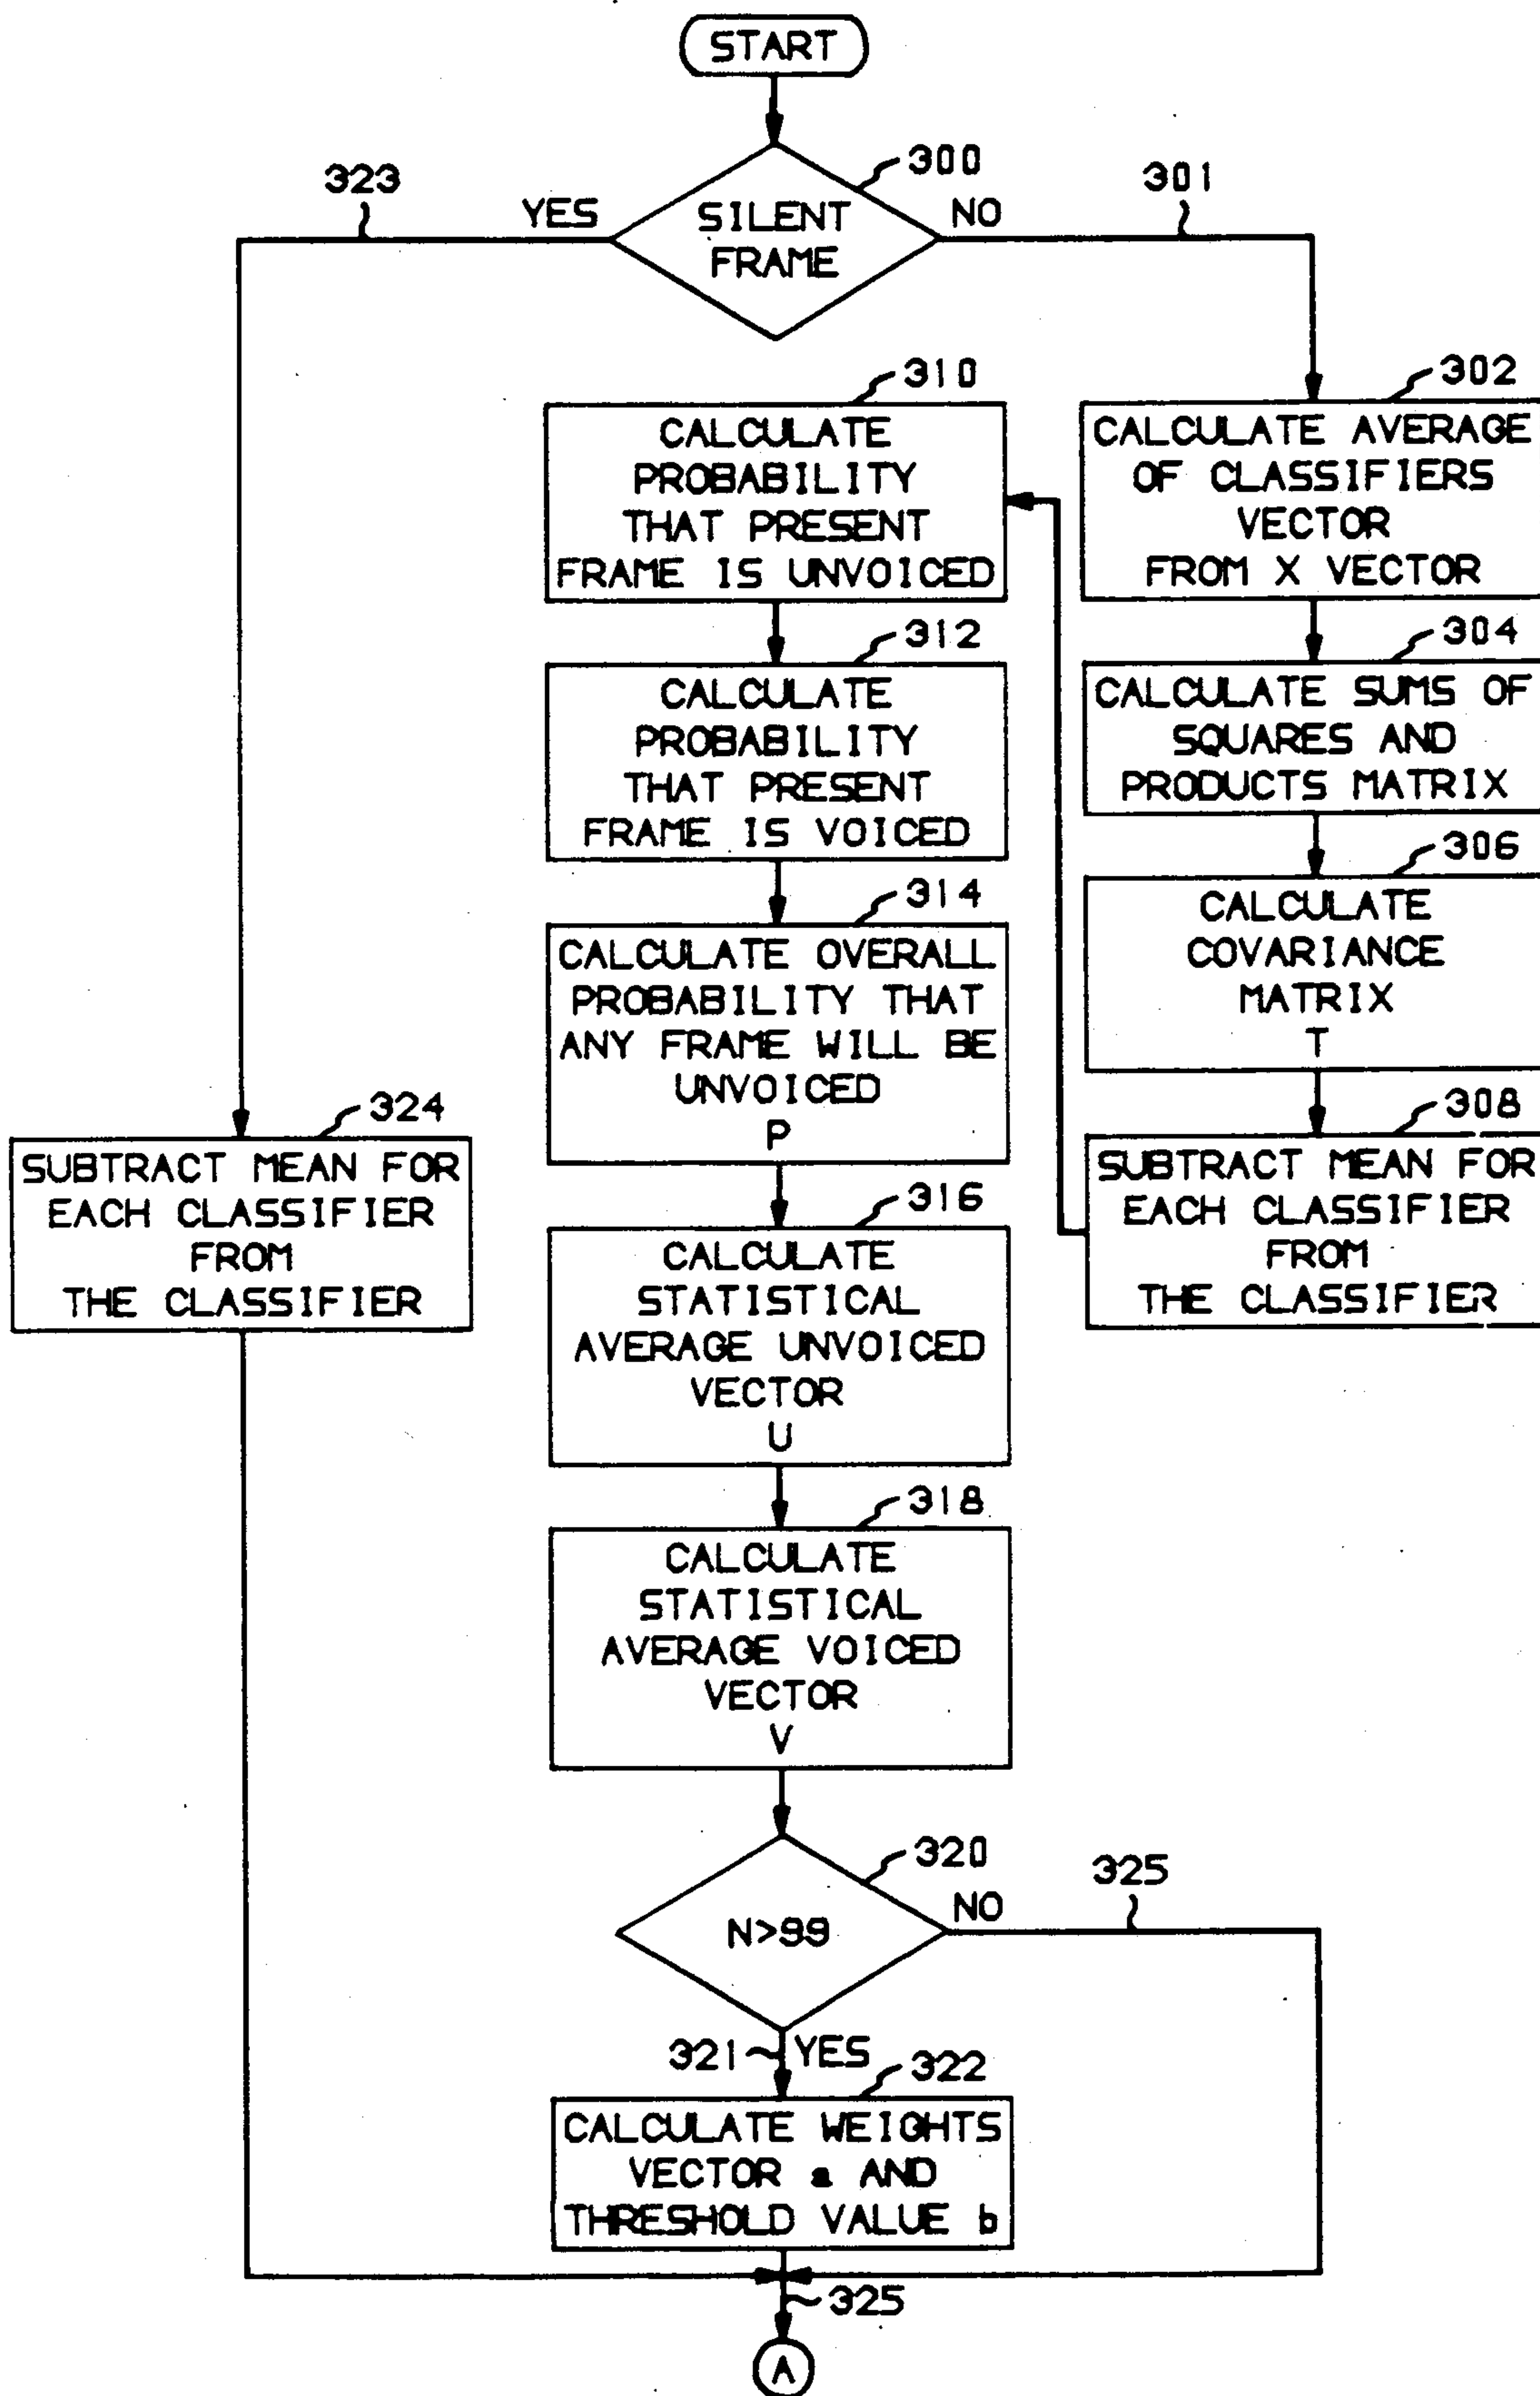 START
300
SILENT
FRAME
YES
323
NO
301
302
CALCULATE AVERAGE
OF CLASSIFIERS
VECTOR
FROM X VECTOR
304
CALCULATE SUMS OF
SQUARES AND
PRODUCTS MATRIX
306
CALCULATE
COVARIANCE
MATRIX
T
308
SUBTRACT MEAN FOR
EACH CLASSIFIER
FROM
THE CLASSIFIER
310
CALCULATE
PROBABILITY
THAT PRESENT
FRAME IS UNVOICED
312
CALCULATE
PROBABILITY
THAT PRESENT
FRAME IS VOICED
314
CALCULATE OVERALL
PROBABILITY THAT
ANY FRAME WILL BE
UNVOICED
P
316
CALCULATE
STATISTICAL
AVERAGE UNVOICED
VECTOR
U
318
CALCULATE
STATISTICAL
AVERAGE VOICED
VECTOR
V
320
N>99
NO
325
321
YES
322
CALCULATE WEIGHTS
VECTOR a AND
THRESHOLD VALUE b
324
SUBTRACT MEAN FOR
EACH CLASSIFIER
FROM
THE CLASSIFIER
325
A